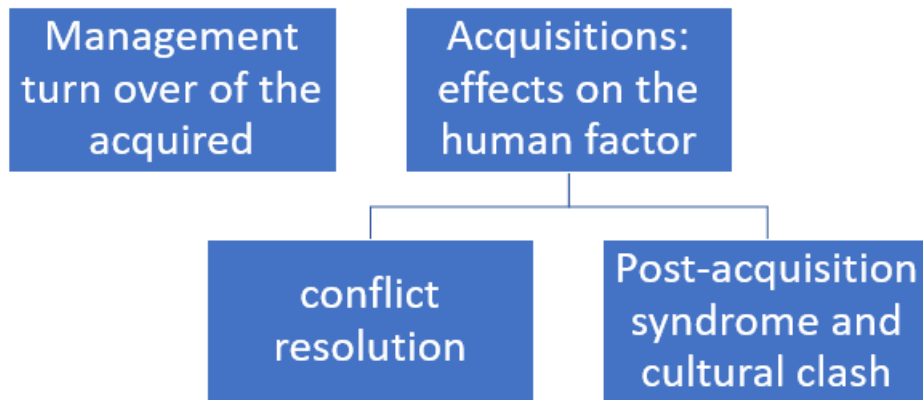 Management
turn over of the
acquired
Acquisitions:
effects on the
human factor
conflict
resolution
Post-acquisition
syndrome and
cultural clash